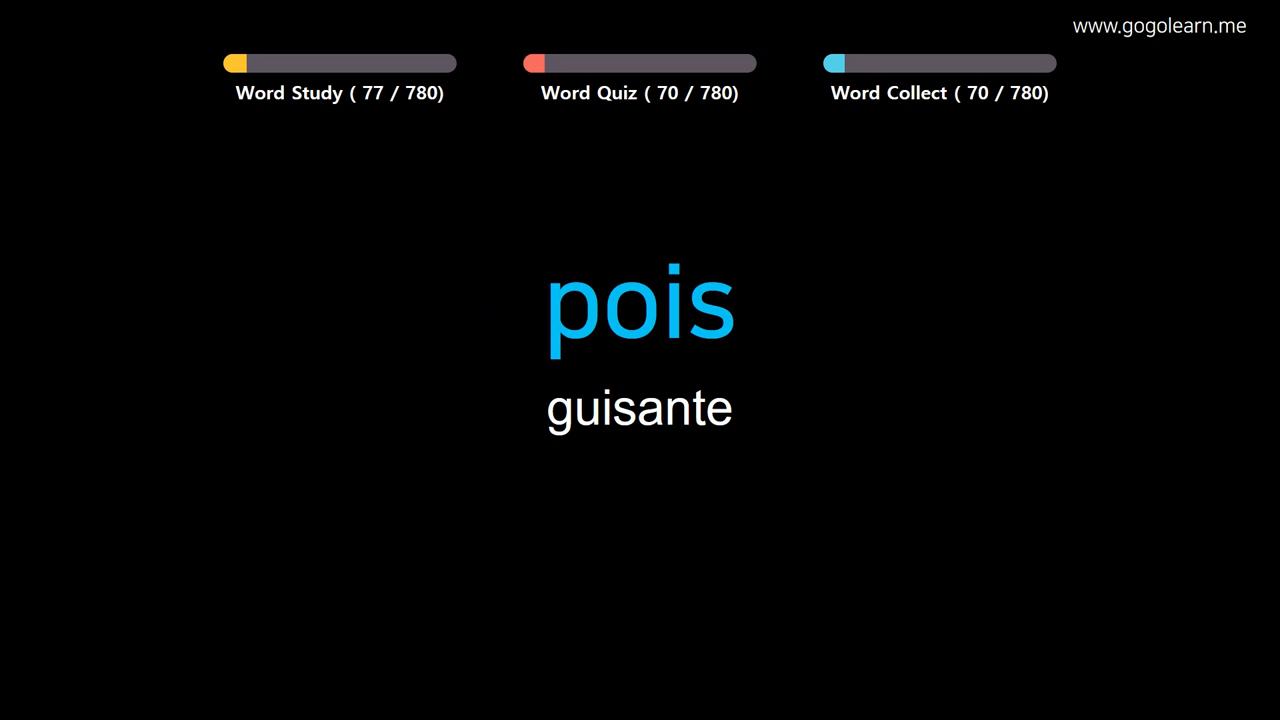 www.gogolearn.me
Word Study ( 77 / 780)
Word Quiz ( 70 / 780)
Word Collect ( 70 / 780)
pois
guisante